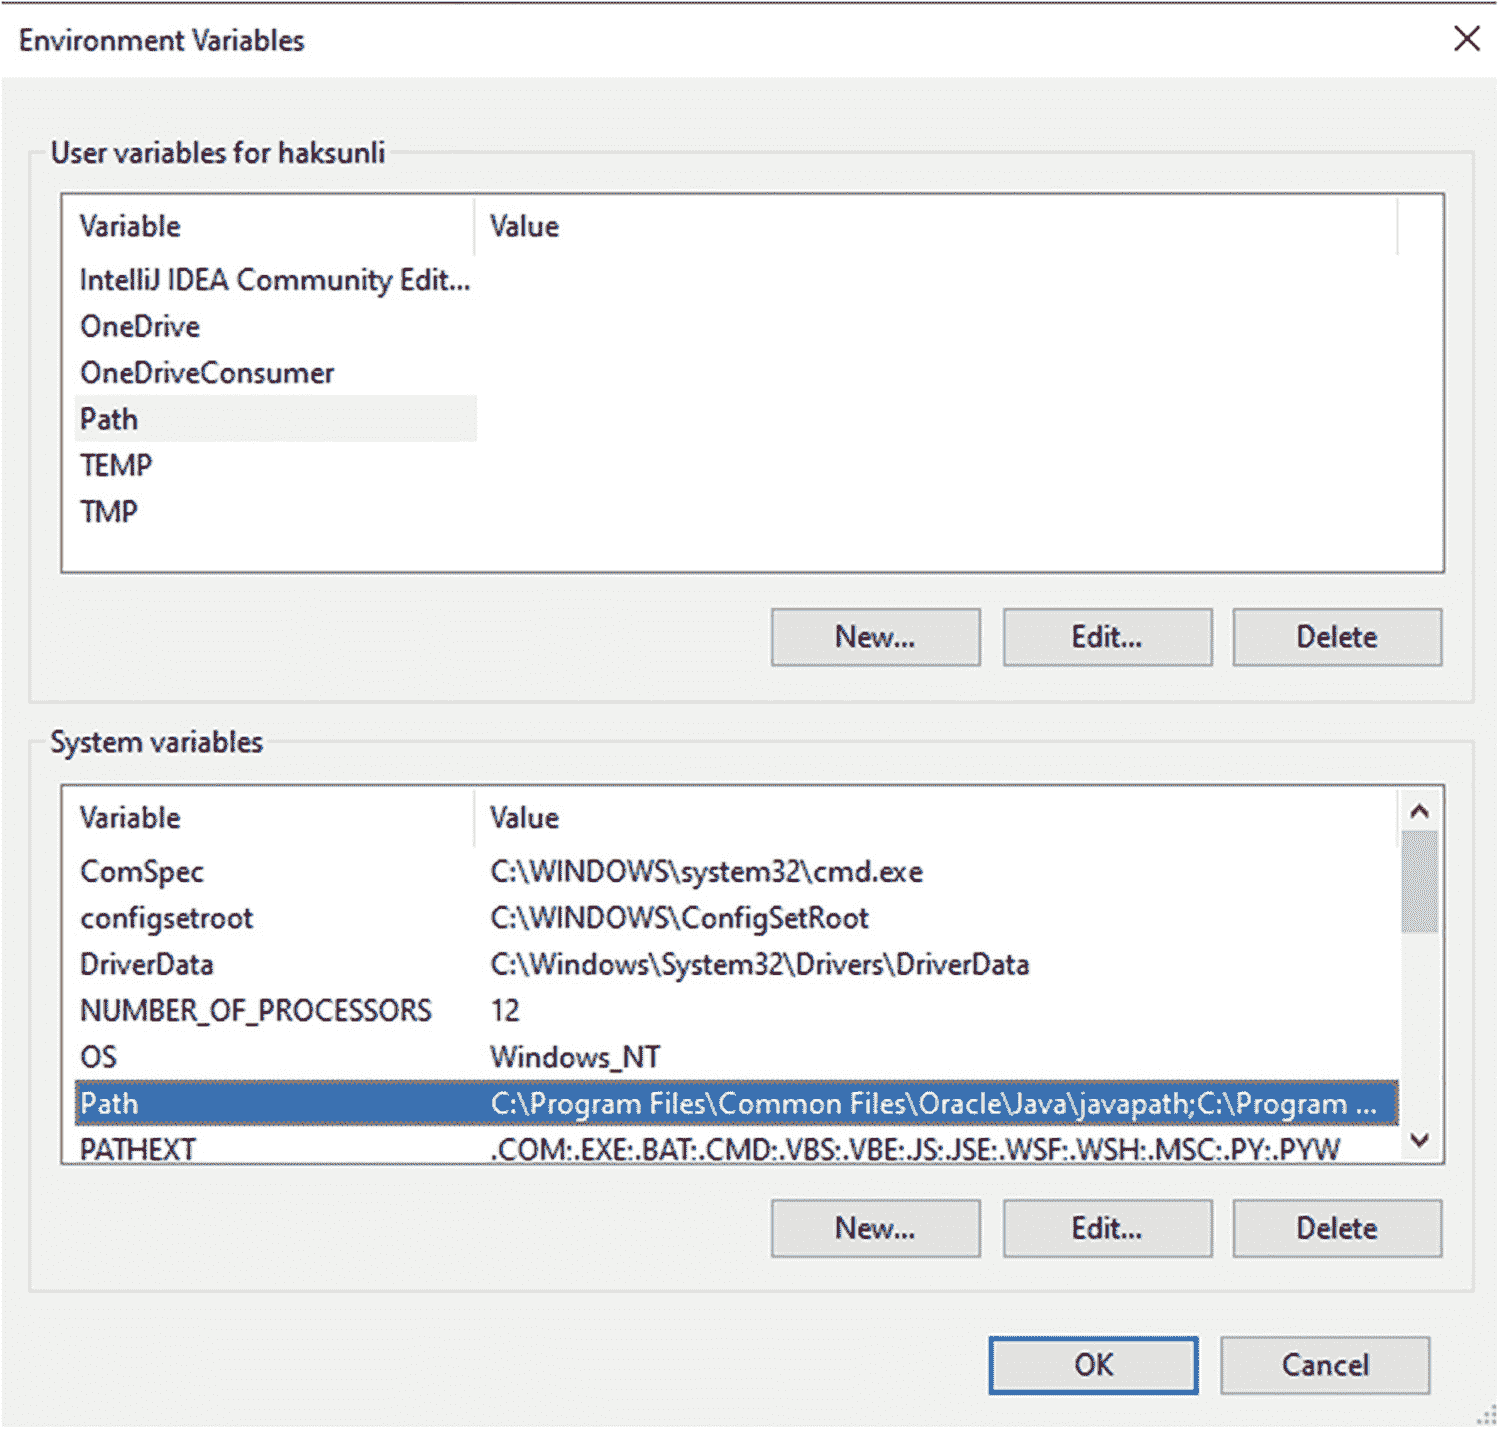 Environment Variables
User variables for haksunli
Variable Value
IntelliJ IDEA Community Edit...
OneDrive
OneDriveConsumer
Path
TEMP
TMP
New... Edit... Delete
System variables
Variable Value
ComSpec C:\WINDOWS\system32\cmd.exe
configsetroot C:\WINDOWS\ConfigSetRoot
DriverData C:\Windows\System32\Drivers\DriverData
NUMBER_OF_PROCESSORS 12
OS Windows_NT
Path C:\Program Files\Common Files\Oracle\Java\javapath;C:\Program ...
PATHEXT .COM;.EXE;.BAT;.CMD;.VBS;.VBE;.JS;.JSE;.WSF;.WSH;.MSC;.PY;.PYW
New... Edit... Delete
OK Cancel